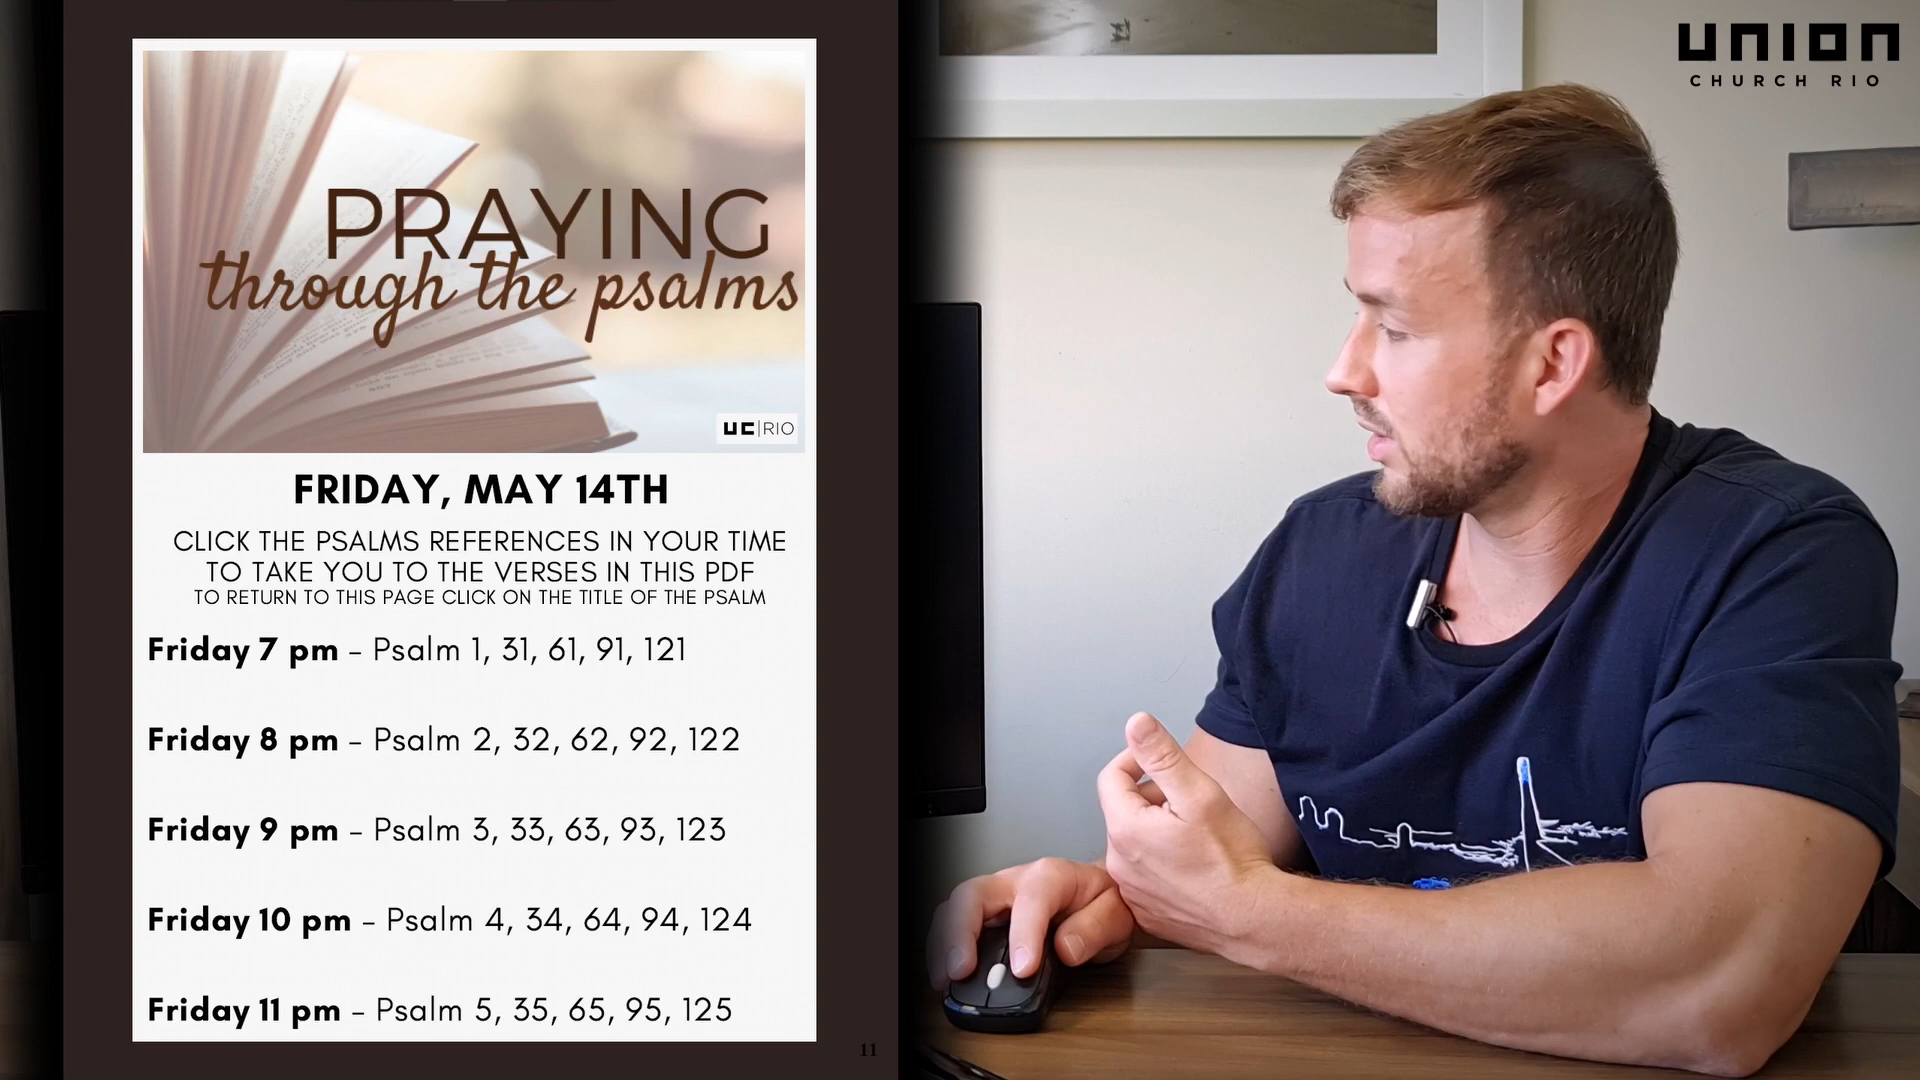 PRAYING
through the psalms
UC|RIO
FRIDAY, MAY 14TH
CLICK THE PSALMS REFERENCES IN YOUR TIME
TO TAKE YOU TO THE VERSES IN THIS PDF
TO RETURN TO THIS PAGE CLICK ON THE TITLE OF THE PSALM
Friday 7 pm – Psalm 1, 31, 61, 91, 121
Friday 8 pm – Psalm 2, 32, 62, 92, 122
Friday 9 pm – Psalm 3, 33, 63, 93, 123
Friday 10 pm – Psalm 4, 34, 64, 94, 124
Friday 11 pm – Psalm 5, 35, 65, 95, 125
11
UNION
CHURCH RIO